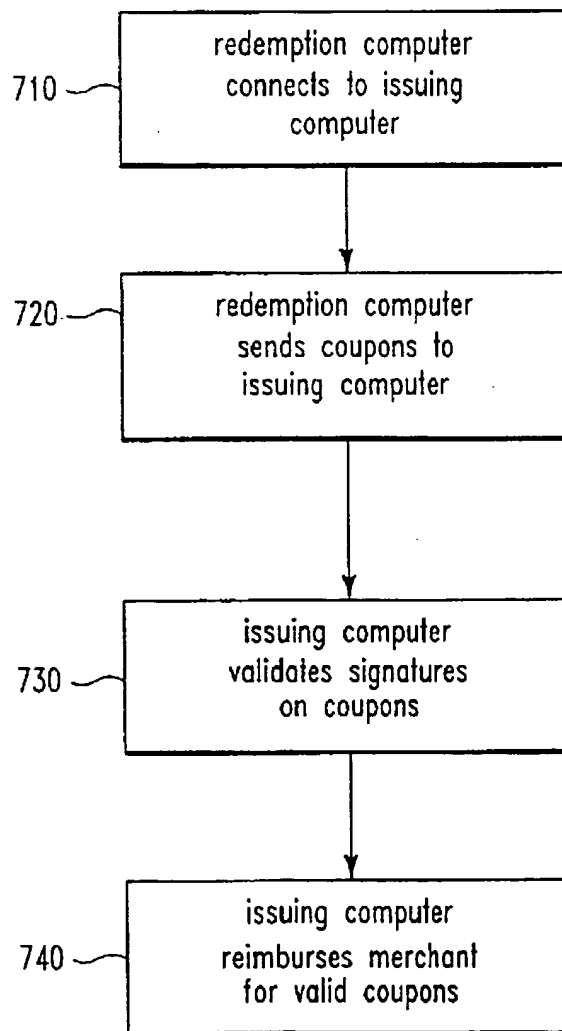 redemption computer
710 connects to issuing
computer
redemption computer
720 sends coupons to
issuing computer
issuing computer
730 validates signatures
on coupons
issuing computer
740 reimburses merchant
for valid coupons